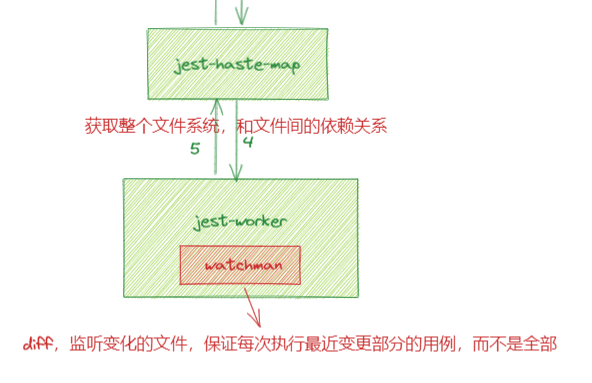 jest-haste-map
获取整个文件系统，和文件间的依赖关系
5 4
jest-worker
watchman
diff，监听变化的文件，保证每次执行最近变更部分的用例，而不是全部